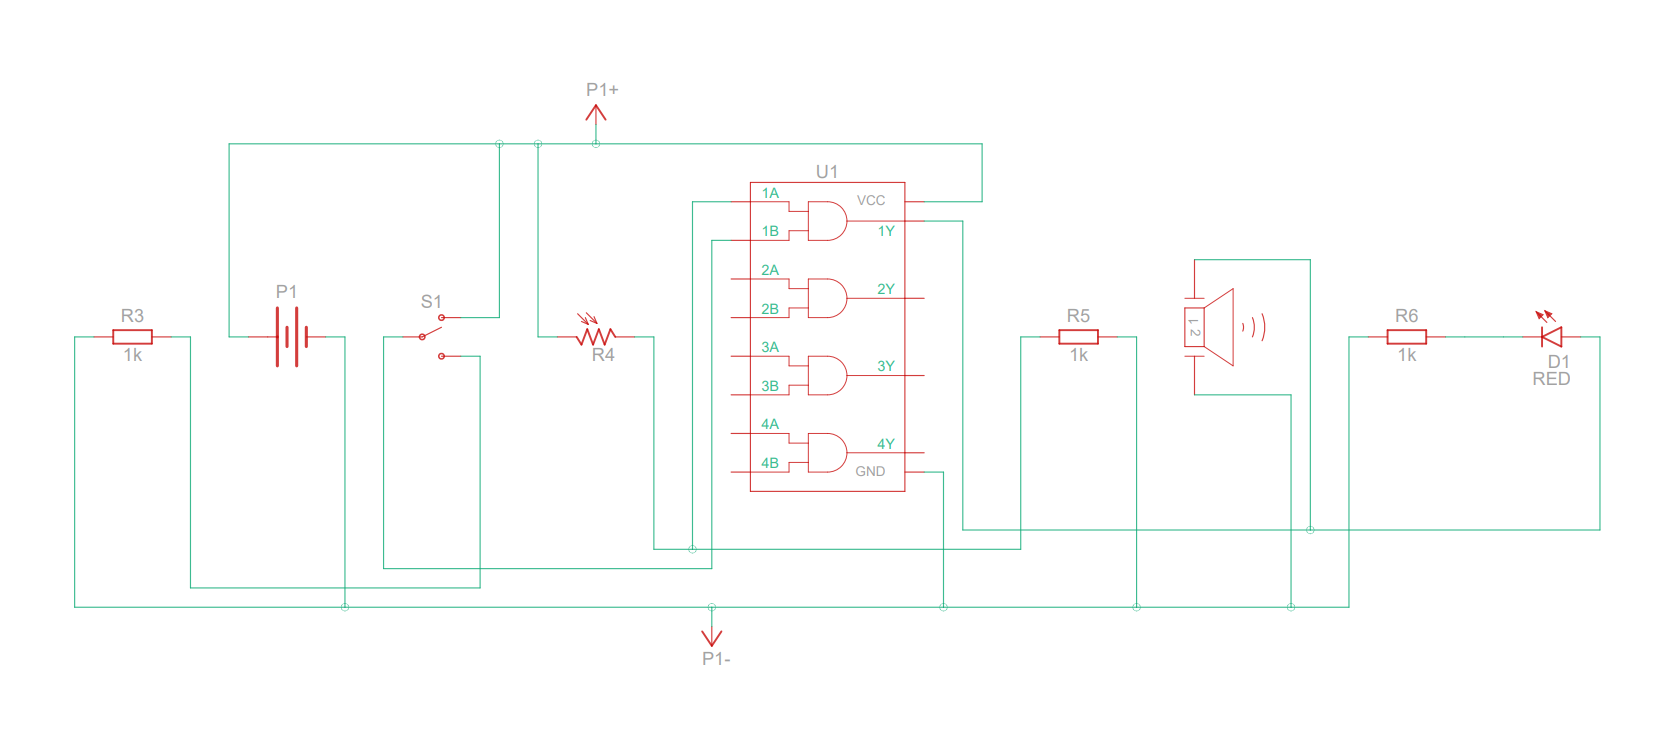 P1+
U1
1A
VCC
1B
1Y
2A
2Y
2B
3A
3Y
3B
4A
4Y
4B
GND
R3
1k
P1
S1
R4
R5
1k
L 2
R6
1k
D1
RED
P1-